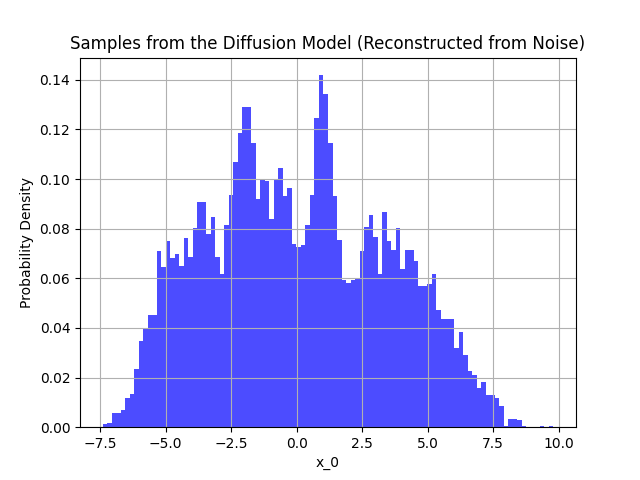 Samples from the Diffusion Model (Reconstructed from Noise)
0.14
0.12
0.10
0.08
0.06
0.04
0.02
0.00
Probability Density
−7.5 −5.0 −2.5 0.0 2.5 5.0 7.5 10.0
x_0